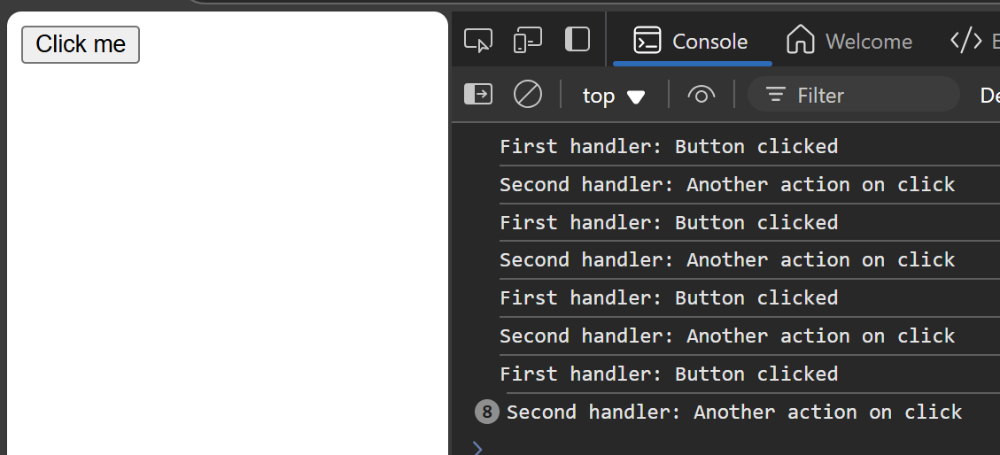 Click me
Console
Welcome
top
Filter
First handler: Button clicked
Second handler: Another action on click
First handler: Button clicked
Second handler: Another action on click
First handler: Button clicked
Second handler: Another action on click
First handler: Button clicked
8 Second handler: Another action on click